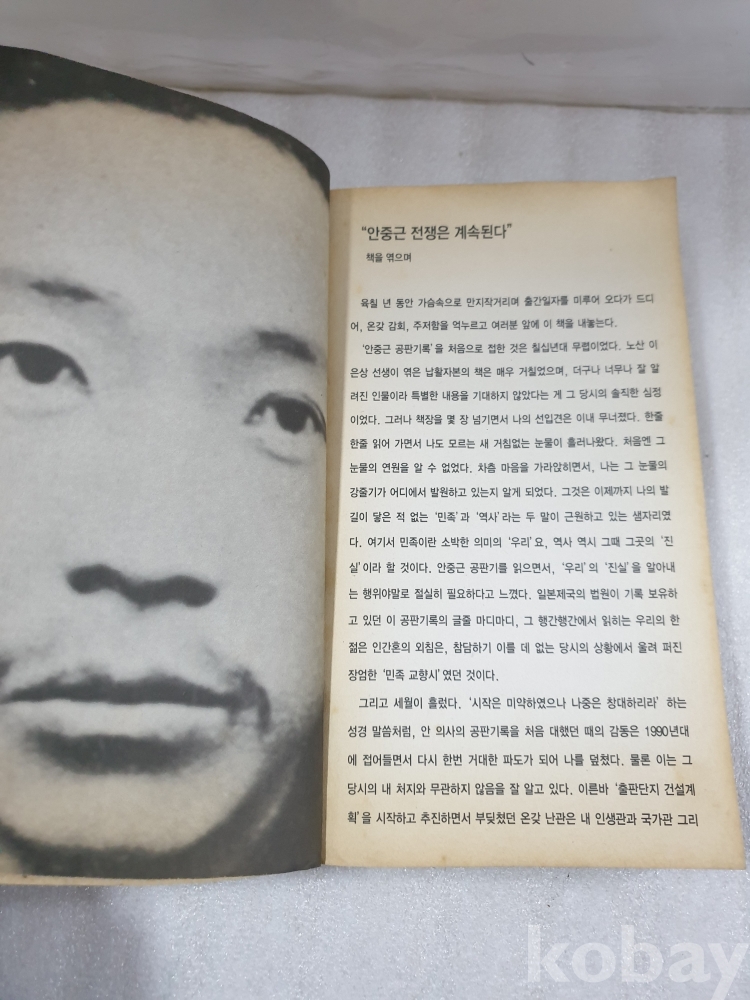 “안중근 전쟁은 계속된다”
책을 엮으며
육칠 년 동안 가슴속으로 만지작거리며 출간일자를 미루어 오다가 드디
어, 온갖 감회, 주저함을 억누르고 여러분 앞에 이 책을 내놓는다.
‘안중근 공판기록’을 처음으로 접한 것은 칠십년대 무렵이었다. 노산 이
은상 선생이 엮은 납활자본의 책은 매우 거칠었으며, 더구나 너무나 잘 알
려진 인물이라 특별한 내용을 기대하지 않았다는 게 그 당시의 솔직한 심정
이었다. 그러나 책장을 몇 장 넘기면서 나의 선입견은 이내 무너졌다. 한줄
한줄 읽어 가면서 나도 모르는 새 거침없는 눈물이 흘러나왔다. 처음엔 그
눈물의 연원을 알 수 없었다. 차츰 마음을 가라앉히면서, 나는 그 눈물의
강줄기가 어디에서 발원하고 있는지 알게 되었다. 그것은 이제까지 나의 발
길이 닿은 적 없는 ‘민족’과 ‘역사’라는 두 말이 근원하고 있는 샘자리였
다. 여기서 민족이란 소박한 의미의 ‘우리’요, 역사 역시 그때 그곳의 ‘진
실’이라 할 것이다. 안중근 공판기를 읽으면서, ‘우리’의 ‘진실’을 알아내
는 행위야말로 절실히 필요하다고 느꼈다. 일본제국의 법원이 기록 보유하
고 있던 이 공판기록의 글줄 마디마디, 그 행간행간에서 읽히는 우리의 한
젊은 인간혼의 외침은, 참담하기 이를 데 없는 당시의 상황에서 울려 퍼진
장엄한 ‘민족 교향시’였던 것이다.
그리고 세월이 흘렀다. ‘시작은 미약하였으나 나중은 창대하리라’ 하는
성경 말씀처럼, 안 의사의 공판기록을 처음 대했던 때의 감동은 1990년대
에 접어들면서 다시 한번 거대한 파도가 되어 나를 덮쳤다. 물론 이는 그
당시의 내 처지와 무관하지 않음을 잘 알고 있다. 이른바 ‘출판단지 건설계
획’을 시작하고 추진하면서 부딪쳤던 온갖 난관은 내 인생관과 국가관 그리
kobay